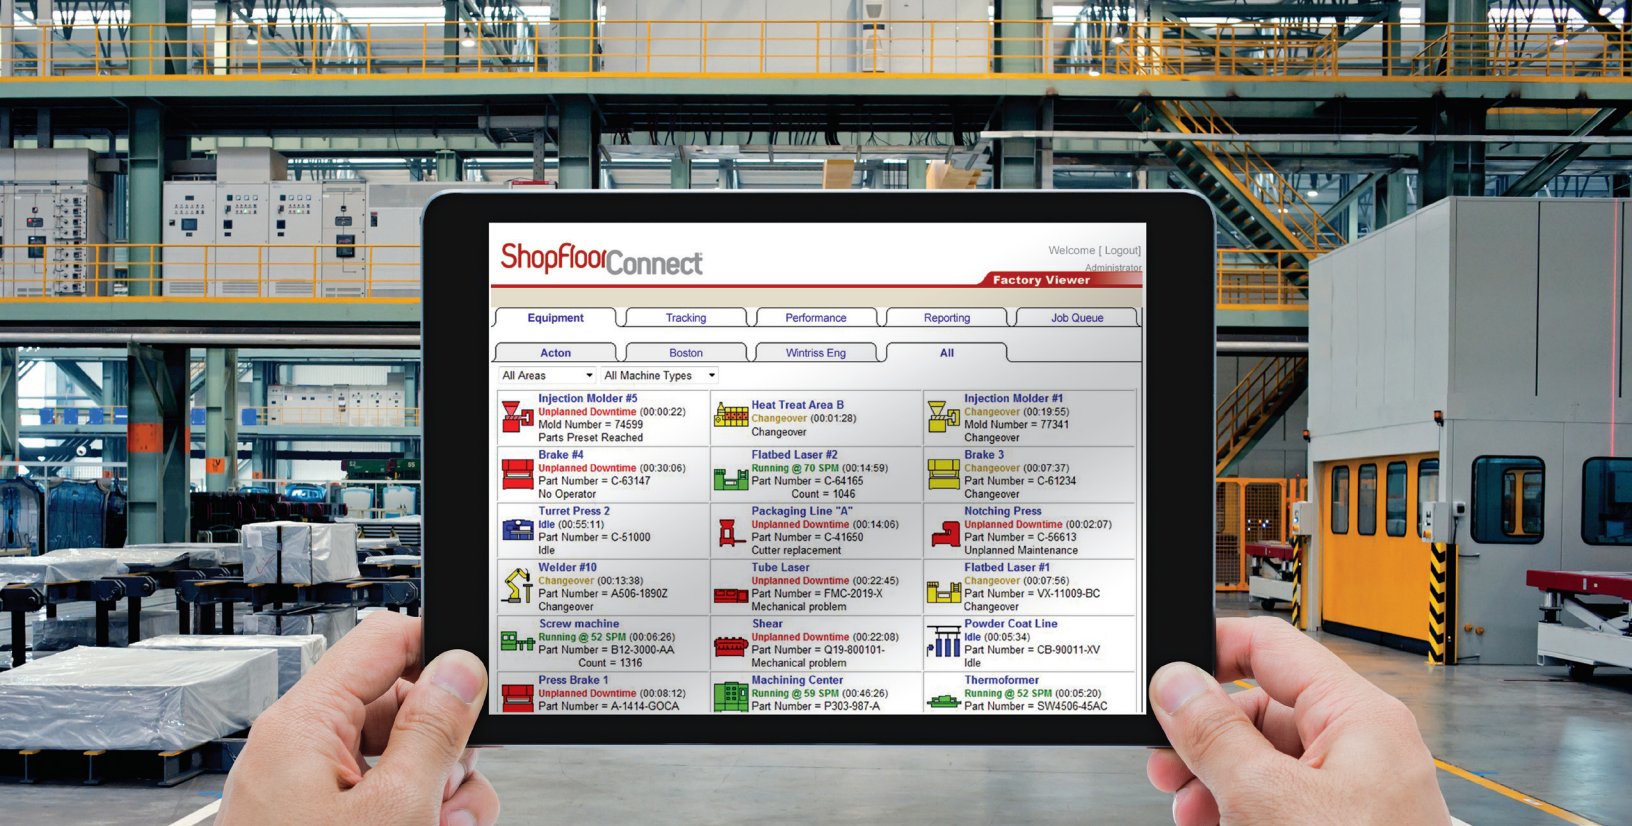 ShopFloorConnect
Welcome [ Logout]
Administrator
Factory Viewer
Equipment Tracking Performance Reporting Job Queue
Acton Boston Wintriss Eng All
All Areas All Machine Types
Injection Molder #5
Unplanned Downtime (00:00:22)
Mold Number = 74599
Parts Preset Reached
Heat Treat Area B
Changeover (00:01:28)
Changeover
Injection Molder #1
Changeover (00:19:55)
Mold Number = 77341
Changeover
Brake #4
Unplanned Downtime (00:30:06)
Part Number = C-63147
No Operator
Flatbed Laser #2
Running @ 70 SPM (00:14:59)
Part Number = C-64165
Count = 1046
Brake 3
Changeover (00:07:37)
Part Number = C-61234
Changeover
Turret Press 2
Idle (00:55:11)
Part Number = C-51000
Idle
Packaging Line "A"
Unplanned Downtime (00:14:06)
Part Number = C-41650
Cutter replacement
Notching Press
Unplanned Downtime (00:02:07)
Part Number = C-56613
Unplanned Maintenance
Welder #10
Changeover (00:13:38)
Part Number = A506-1890Z
Changeover
Tube Laser
Unplanned Downtime (00:22:45)
Part Number = FMC-2019-X
Mechanical problem
Flatbed Laser #1
Changeover (00:07:56)
Part Number = VX-11009-BC
Changeover
Screw machine
Running @ 52 SPM (00:06:26)
Part Number = B12-3000-AA
Count = 1316
Shear
Unplanned Downtime (00:22:08)
Part Number = Q19-800101-
Mechanical problem
Powder Coat Line
Idle (00:05:34)
Part Number = CB-90011-XV
Idle
Press Brake 1
Unplanned Downtime (00:08:12)
Part Number = A-1414-GOCA
Machining Center
Running @ 59 SPM (00:46:26)
Part Number = P303-987-A
Thermoformer
Running @ 52 SPM (00:05:20)
Part Number = SW4506-45AC